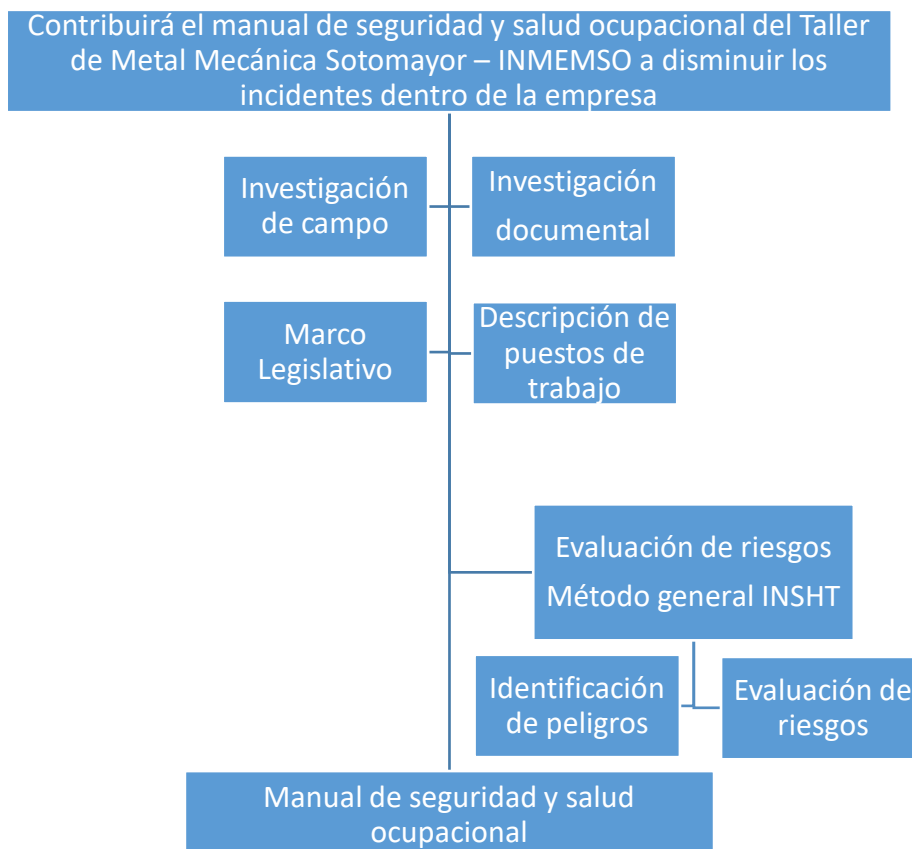 Contribuirá el manual de seguridad y salud ocupacional del Taller
de Metal Mecánica Sotomayor – INMEMSO a disminuir los
incidentes dentro de la empresa
Investigación
de campo
Investigación
documental
Marco
Legislativo
Descripción de
puestos de
trabajo
Evaluación de riesgos
Método general INSHT
Identificación
de peligros
Evaluación de
riesgos
Manual de seguridad y salud
ocupacional